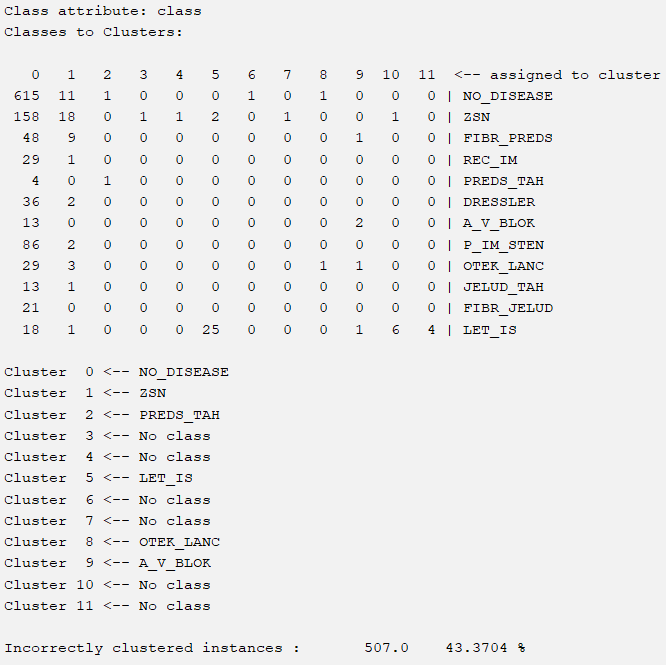 Class attribute: class
Classes to Clusters:

   0   1   2   3   4   5   6   7   8   9  10  11  <-- assigned to cluster
 615  11   1   0   0   0   1   0   1   0   0   0 | NO_DISEASE
 158  18   0   1   1   2   0   1   0   0   1   0 | ZSN
  48   9   0   0   0   0   0   0   0   1   0   0 | FIBR_PREDS
  29   1   0   0   0   0   0   0   0   0   0   0 | REC_IM
   4   0   1   0   0   0   0   0   0   0   0   0 | PREDS_TAH
  36   2   0   0   0   0   0   0   0   0   0   0 | DRESSLER
  13   0   0   0   0   0   0   0   0   2   0   0 | A_V_BLOK
  86   2   0   0   0   0   0   0   0   0   0   0 | P_IM_STEN
  29   3   0   0   0   0   0   0   1   1   0   0 | OTEK_LANC
  13   1   0   0   0   0   0   0   0   0   0   0 | JELUD_TAH
  21   0   0   0   0   0   0   0   0   0   0   0 | FIBR_JELUD
  18   1   0   0   0  25   0   0   0   1   6   4 | LET_IS

Cluster  0 <-- NO_DISEASE
Cluster  1 <-- ZSN
Cluster  2 <-- PREDS_TAH
Cluster  3 <-- No class
Cluster  4 <-- No class
Cluster  5 <-- LET_IS
Cluster  6 <-- No class
Cluster  7 <-- No class
Cluster  8 <-- OTEK_LANC
Cluster  9 <-- A_V_BLOK
Cluster 10 <-- No class
Cluster 11 <-- No class

Incorrectly clustered instances :	507.0	 43.3704 %